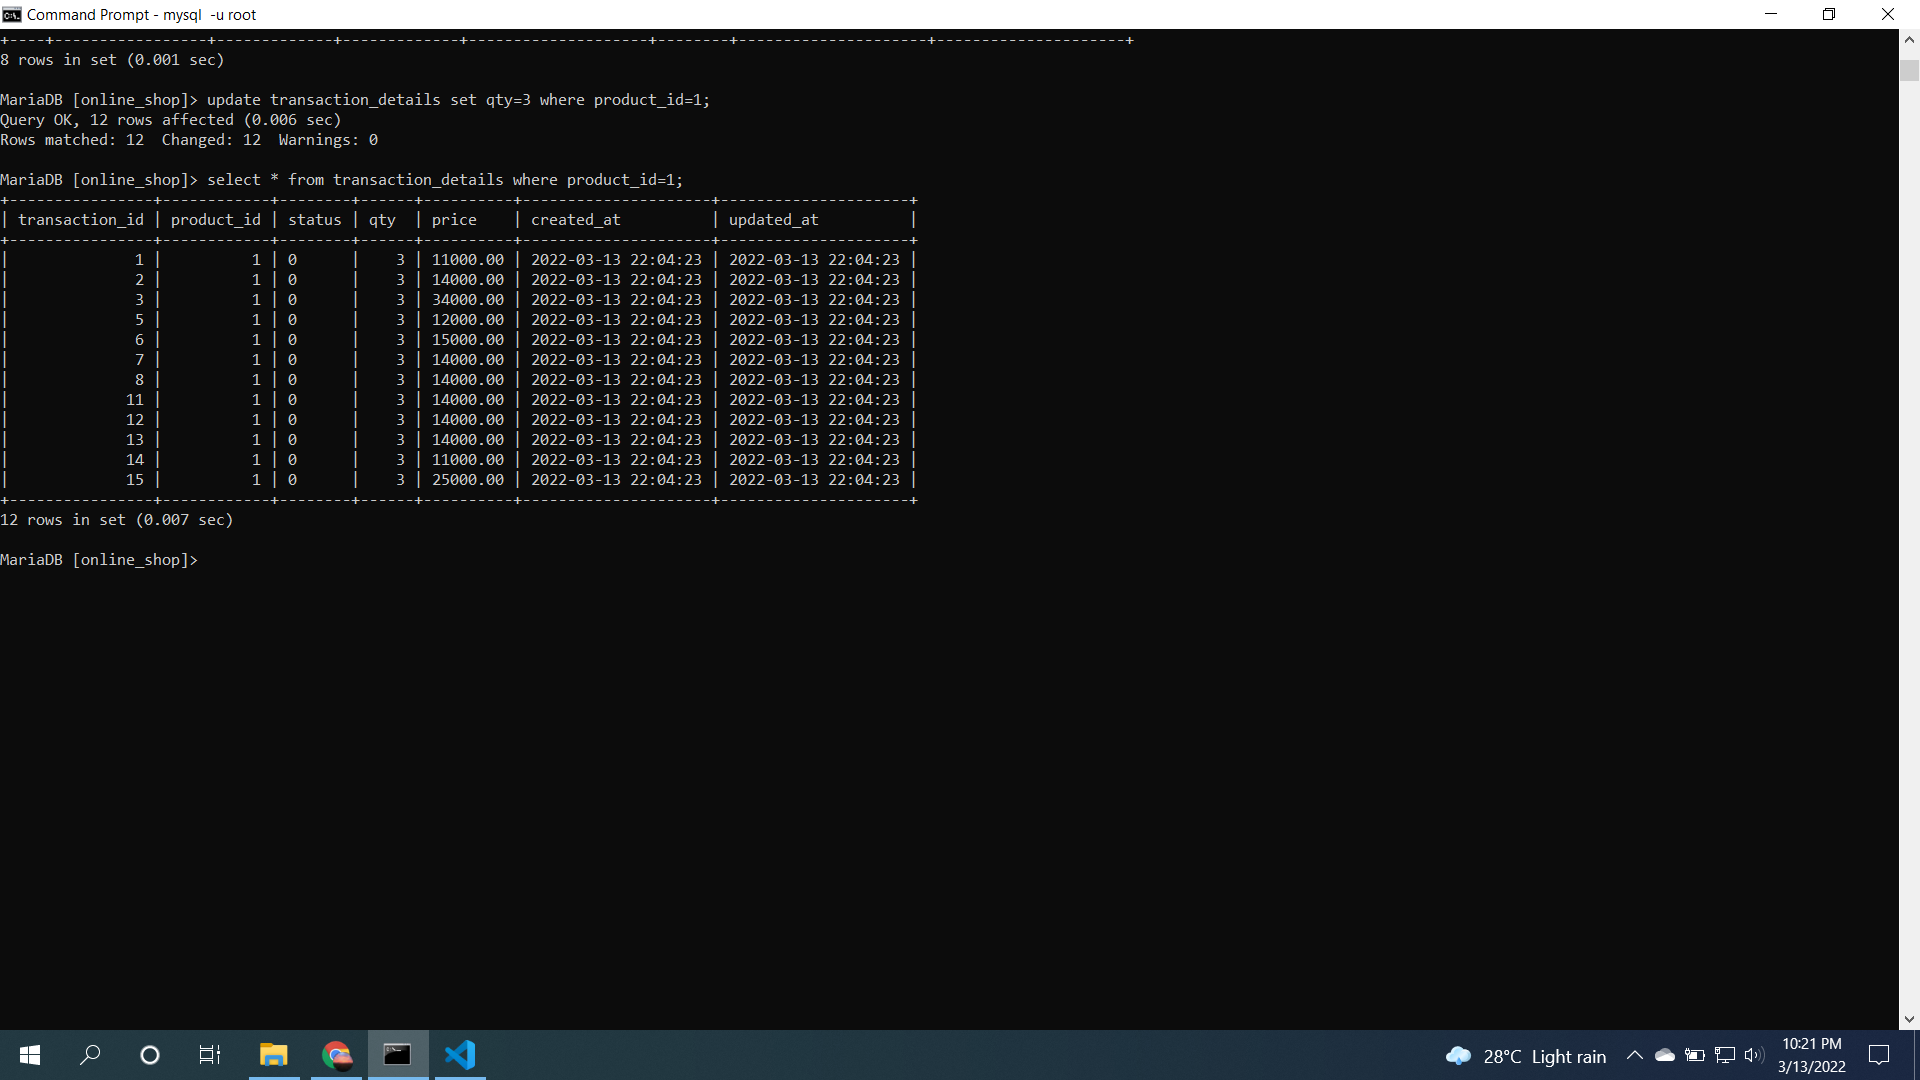 Command Prompt - mysql  -u root
+----+-----------------+-------------+-------------+--------------------+--------+---------------------+---------------------+
8 rows in set (0.001 sec)
MariaDB [online_shop]> update transaction_details set qty=3 where product_id=1;
Query OK, 12 rows affected (0.006 sec)
Rows matched: 12  Changed: 12  Warnings: 0
MariaDB [online_shop]> select * from transaction_details where product_id=1;
+----------------+------------+--------+------+----------+---------------------+---------------------+
| transaction_id | product_id | status | qty  | price    | created_at          | updated_at          |
+----------------+------------+--------+------+----------+---------------------+---------------------+
|              1 |          1 | 0      |    3 | 11000.00 | 2022-03-13 22:04:23 | 2022-03-13 22:04:23 |
|              2 |          1 | 0      |    3 | 14000.00 | 2022-03-13 22:04:23 | 2022-03-13 22:04:23 |
|              3 |          1 | 0      |    3 | 34000.00 | 2022-03-13 22:04:23 | 2022-03-13 22:04:23 |
|              5 |          1 | 0      |    3 | 12000.00 | 2022-03-13 22:04:23 | 2022-03-13 22:04:23 |
|              6 |          1 | 0      |    3 | 15000.00 | 2022-03-13 22:04:23 | 2022-03-13 22:04:23 |
|              7 |          1 | 0      |    3 | 14000.00 | 2022-03-13 22:04:23 | 2022-03-13 22:04:23 |
|              8 |          1 | 0      |    3 | 14000.00 | 2022-03-13 22:04:23 | 2022-03-13 22:04:23 |
|             11 |          1 | 0      |    3 | 14000.00 | 2022-03-13 22:04:23 | 2022-03-13 22:04:23 |
|             12 |          1 | 0      |    3 | 14000.00 | 2022-03-13 22:04:23 | 2022-03-13 22:04:23 |
|             13 |          1 | 0      |    3 | 14000.00 | 2022-03-13 22:04:23 | 2022-03-13 22:04:23 |
|             14 |          1 | 0      |    3 | 11000.00 | 2022-03-13 22:04:23 | 2022-03-13 22:04:23 |
|             15 |          1 | 0      |    3 | 25000.00 | 2022-03-13 22:04:23 | 2022-03-13 22:04:23 |
+----------------+------------+--------+------+----------+---------------------+---------------------+
12 rows in set (0.007 sec)
MariaDB [online_shop]>
28°C  Light rain
10:21 PM
3/13/2022